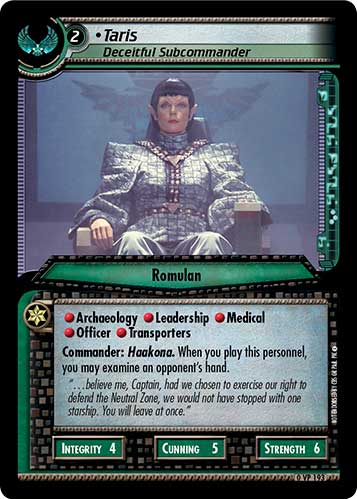 2
•Taris
Deceitful Subcommander
Romulan
Archaeology Leadership Medical
Officer Transporters
Commander: Haakona. When you play this personnel,
you may examine an opponent's hand.
"…believe me, Captain, had we chosen to exercise our right to
defend the Neutral Zone, we would not have stopped with one
starship. You will leave at once."
INTEGRITY 4 CUNNING 5 STRENGTH 6
0 VP 193